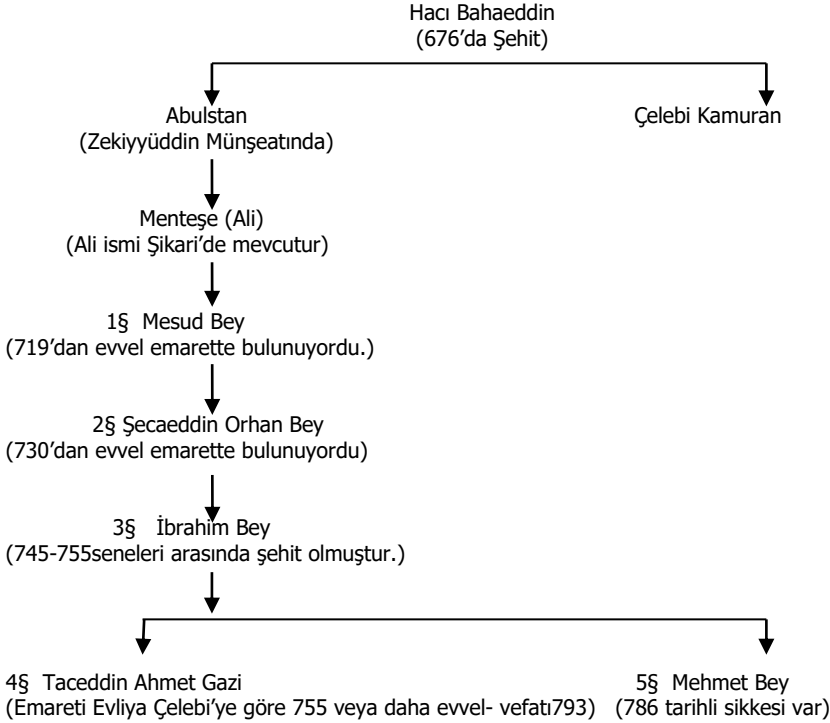 Hacı Bahaeddin
(676’da Şehit)
Abulstan
(Zekiyyüddin Münşeatında)
Çelebi Kamuran
Menteşe (Ali)
(Ali ismi Şikari’de mevcutur)
1§ Mesud Bey
(719’dan evvel emarette bulunuyordu.)
2§ Şecaeddin Orhan Bey
(730’dan evvel emarette bulunuyordu)
3§ İbrahim Bey
(745-755seneleri arasında şehit olmuştur.)
4§ Taceddin Ahmet Gazi
(Emareti Evliya Çelebi’ye göre 755 veya daha evvel- vefatı793)
5§ Mehmet Bey
(786 tarihli sikkesi var)